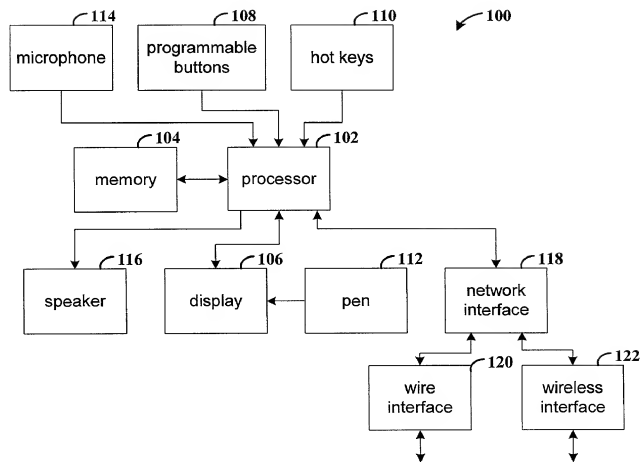 114
108
110
100
microphone
programmable
buttons
hot keys
104
102
memory
processor
116
106
112
118
speaker
display
pen
network
interface
120
122
wire
interface
wireless
interface